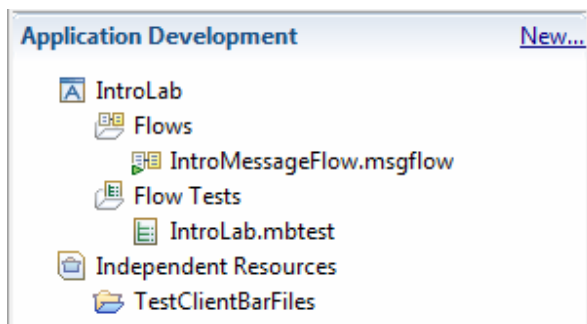 Application Development New...
IntroLab
Flows
IntroMessageFlow.msgflow
Flow Tests
IntroLab.mbtest
Independent Resources
TestClientBarFiles